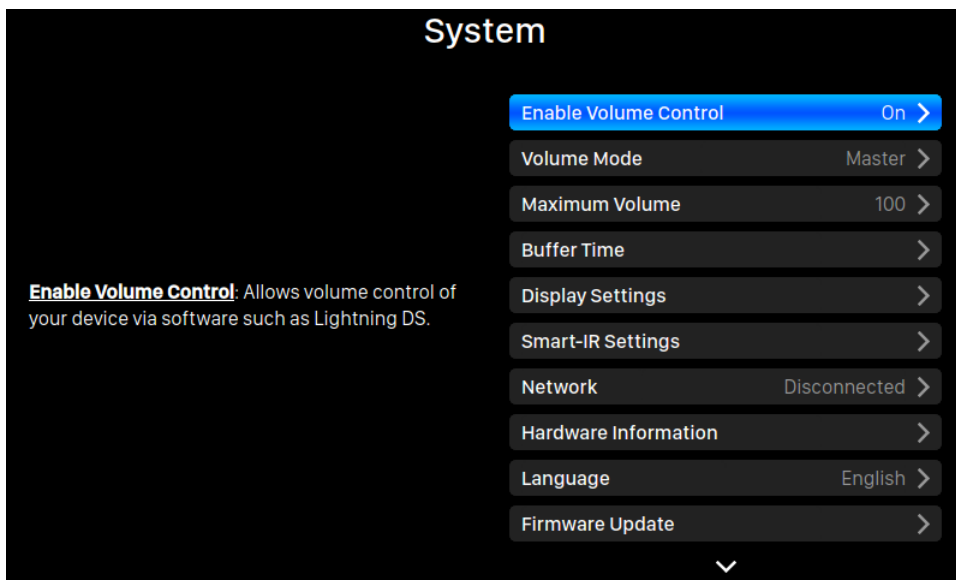 System
Enable Volume Control On
Volume Mode Master
Maximum Volume 100
Buffer Time
Enable Volume Control: Allows volume control of
your device via software such as Lightning DS.
Display Settings
Smart-IR Settings
Network Disconnected
Hardware Information
Language English
Firmware Update